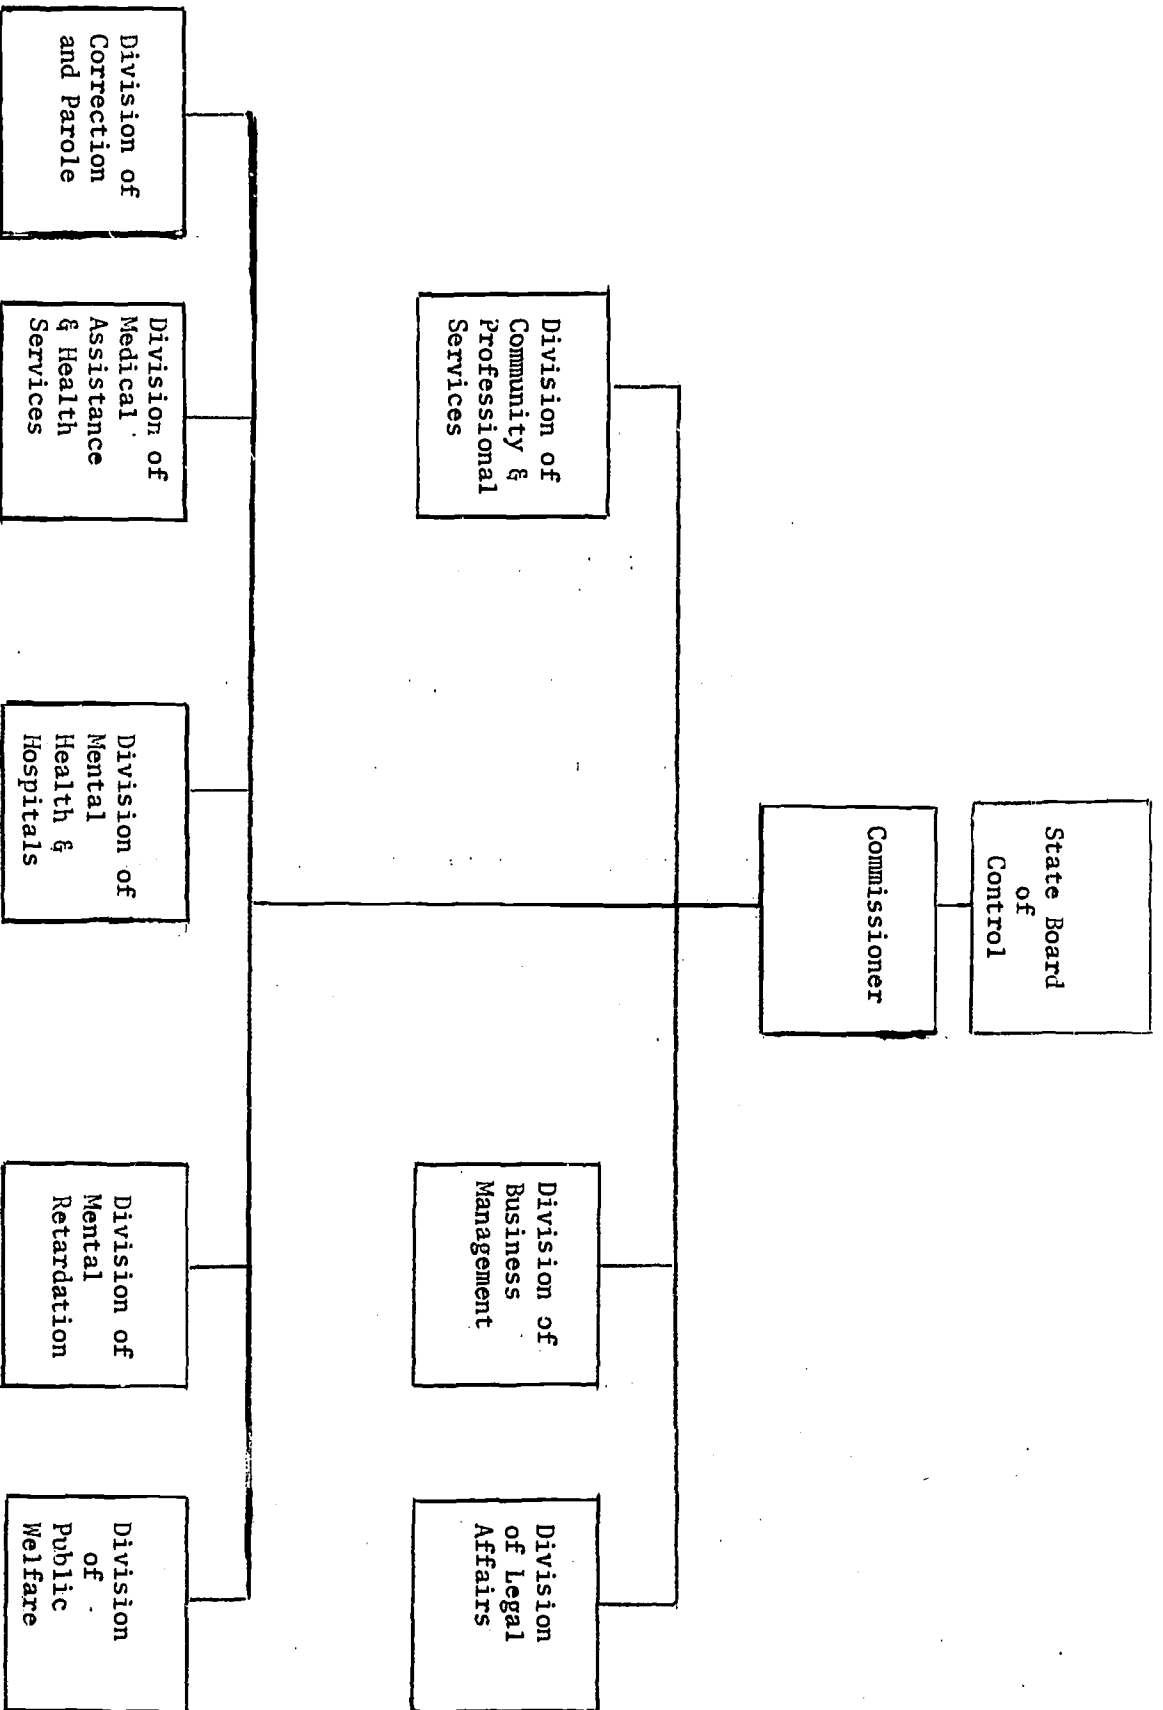 State Board
of
Control
Commissioner
Division of
Community &
Professional
Services
Division of
Business
Management
Division
of Legal
Affairs
Division of
Correction
and Parole
Division of
Medical
Assistance
& Health
Services
Division of
Mental
Health &
Hospitals
Division of
Mental
Retardation
Division
of
Public
Welfare